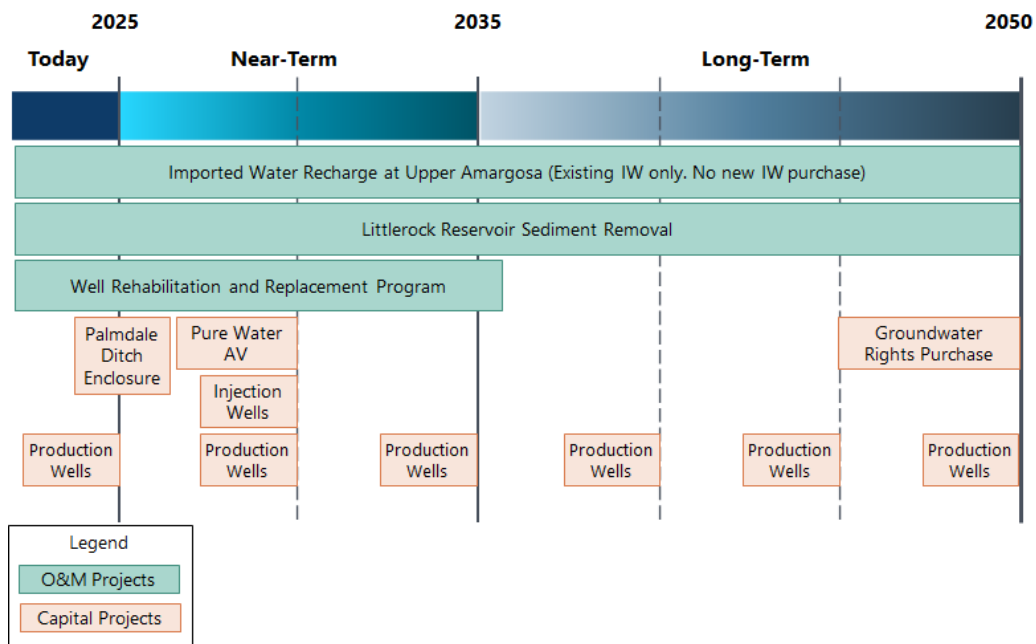 2025 2035 2050
Today Near-Term Long-Term
Imported Water Recharge at Upper Amargosa (Existing IW only. No new IW purchase)
Littlerock Reservoir Sediment Removal
Well Rehabilitation and Replacement Program
Palmdale
Ditch
Enclosure
Pure Water
AV
Groundwater
Rights Purchase
Injection
Wells
Production
Wells
Production
Wells
Production
Wells
Production
Wells
Production
Wells
Production
Wells
Legend
O&M Projects
Capital Projects